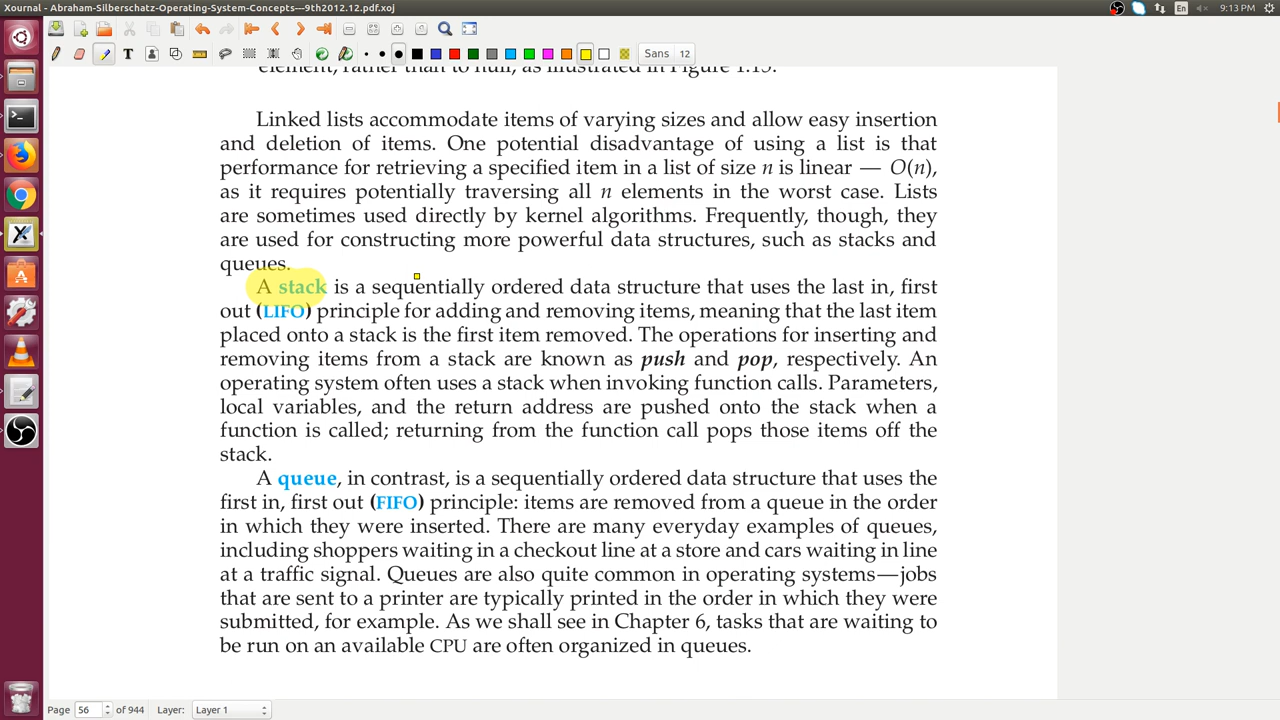 Xournal - Abraham-Silberschatz-Operating-System-Concepts---9th2012.12.pdf.xoj
En
9:13 PM
Sans 12
element, rather than to null, as illustrated in Figure 1.15.
Linked lists accommodate items of varying sizes and allow easy insertion
and deletion of items. One potential disadvantage of using a list is that
performance for retrieving a specified item in a list of size n is linear — O(n),
as it requires potentially traversing all n elements in the worst case. Lists
are sometimes used directly by kernel algorithms. Frequently, though, they
are used for constructing more powerful data structures, such as stacks and
queues.
A stack is a sequentially ordered data structure that uses the last in, first
out (LIFO) principle for adding and removing items, meaning that the last item
placed onto a stack is the first item removed. The operations for inserting and
removing items from a stack are known as push and pop, respectively. An
operating system often uses a stack when invoking function calls. Parameters,
local variables, and the return address are pushed onto the stack when a
function is called; returning from the function call pops those items off the
stack.
A queue, in contrast, is a sequentially ordered data structure that uses the
first in, first out (FIFO) principle: items are removed from a queue in the order
in which they were inserted. There are many everyday examples of queues,
including shoppers waiting in a checkout line at a store and cars waiting in line
at a traffic signal. Queues are also quite common in operating systems—jobs
that are sent to a printer are typically printed in the order in which they were
submitted, for example. As we shall see in Chapter 6, tasks that are waiting to
be run on an available CPU are often organized in queues.
Page 56 of 944 Layer: Layer 1